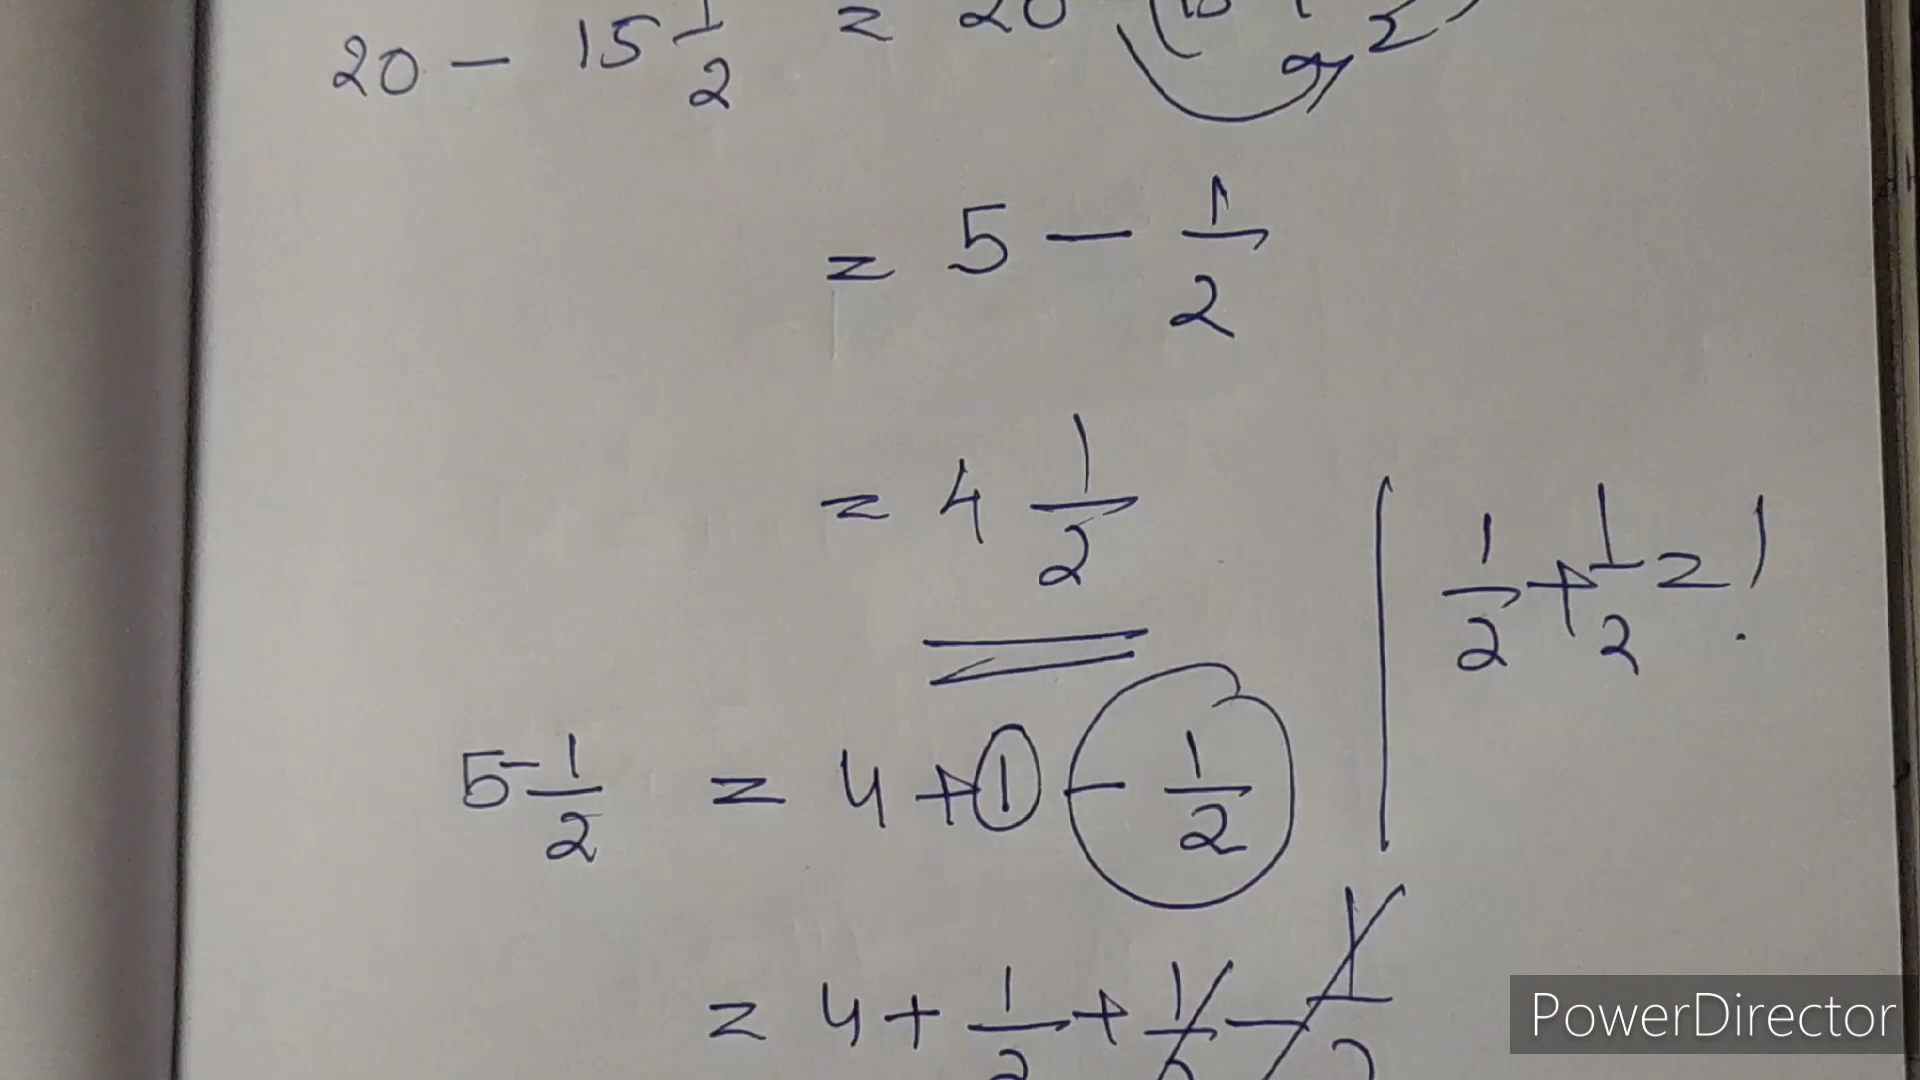 20 - 15 1/2 = 20
= 5 - 1/2
= 4 1/2
1/2 + 1/2 = 1
5 - 1/2 = 4 + 1 - 1/2
= 4 + 1/2 + 1/2 - 1/2
PowerDirector